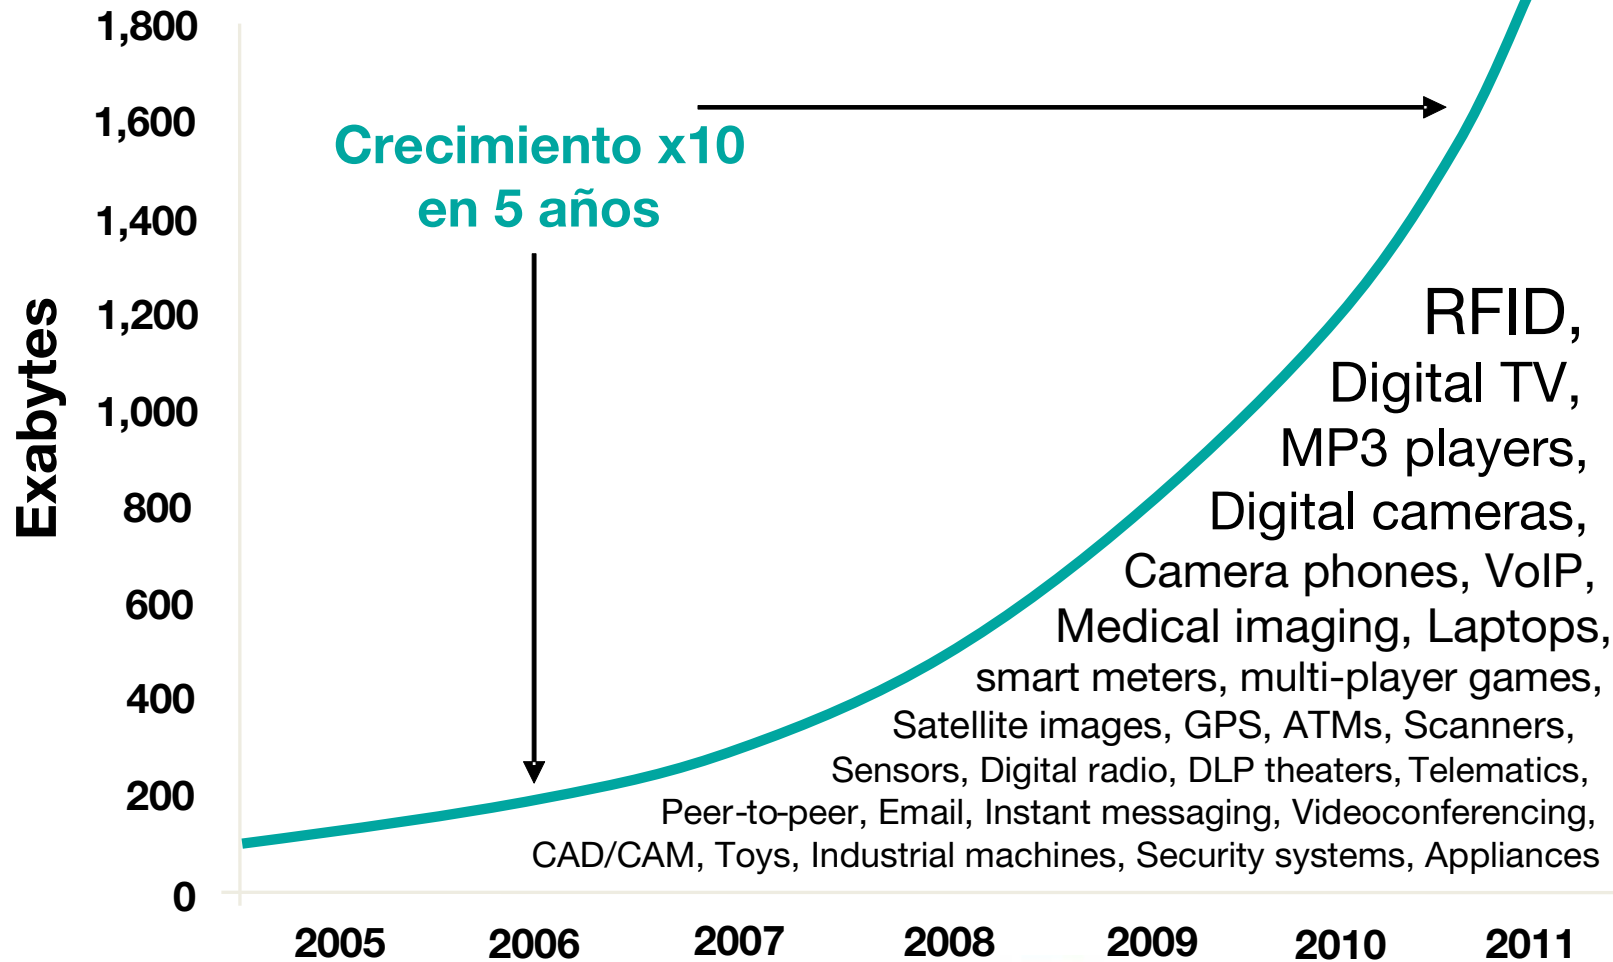 1,800
1,600
1,400
1,200
1,000
800
600
400
200
0
Exabytes
Crecimiento x10
en 5 años
RFID,
Digital TV,
MP3 players,
Digital cameras,
Camera phones, VoIP,
Medical imaging, Laptops,
smart meters, multi-player games,
Satellite images, GPS, ATMs, Scanners,
Sensors, Digital radio, DLP theaters, Telematics,
Peer-to-peer, Email, Instant messaging, Videoconferencing,
CAD/CAM, Toys, Industrial machines, Security systems, Appliances
2005 2006 2007 2008 2009 2010 2011